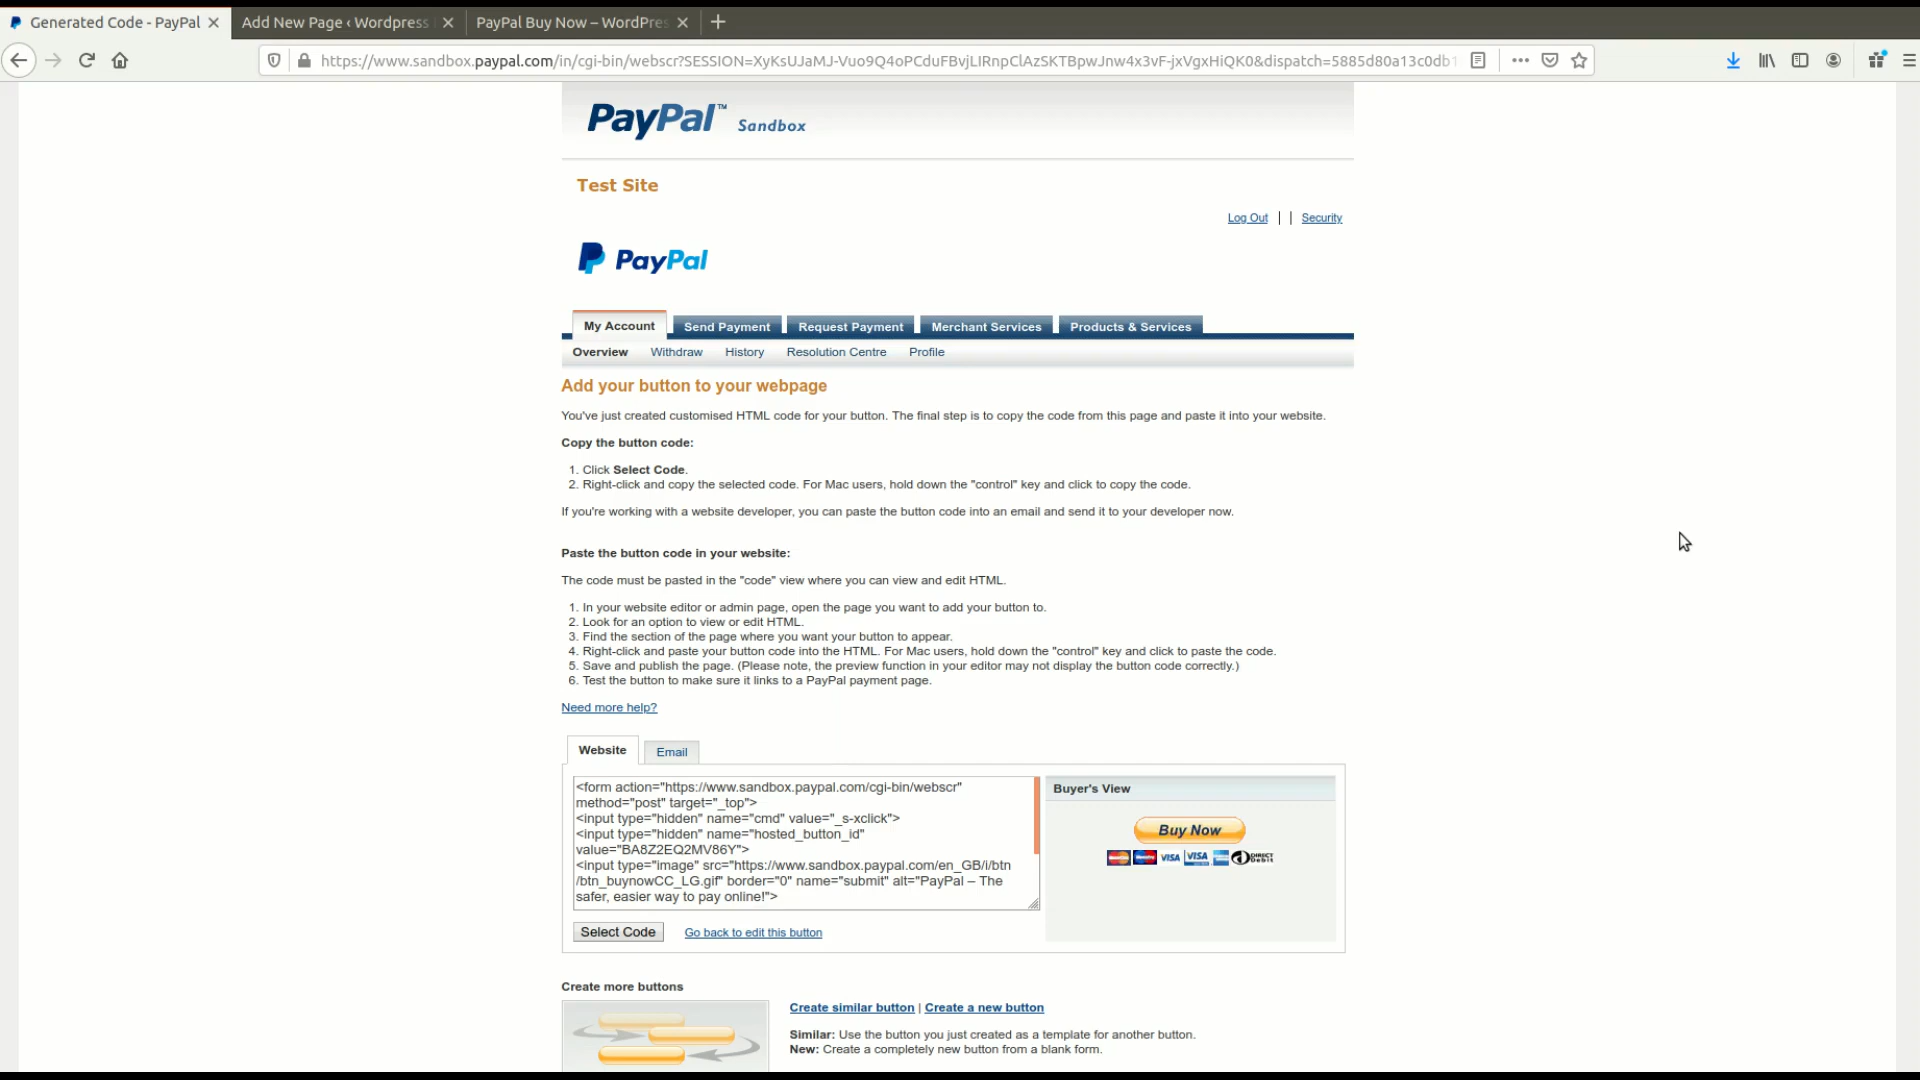 Generated Code - PayPal
Add New Page ‹ Wordpress
PayPal Buy Now – WordPres
https://www.sandbox.paypal.com/in/cgi-bin/webscr?SESSION=XyKsUJaMJ-Vuo9Q4oPCduFBvjLIRnpClAzSKTBpwJnw4x3vF-jxVgxHiQK0&dispatch=5885d80a13c0db1
PayPal™ Sandbox
Test Site
Log Out | | Security
PayPal
My Account Send Payment Request Payment Merchant Services Products & Services
Overview Withdraw History Resolution Centre Profile
Add your button to your webpage
You've just created customised HTML code for your button. The final step is to copy the code from this page and paste it into your website.
Copy the button code:
1. Click Select Code.
2. Right-click and copy the selected code. For Mac users, hold down the "control" key and click to copy the code.
If you're working with a website developer, you can paste the button code into an email and send it to your developer now.
Paste the button code in your website:
The code must be pasted in the "code" view where you can view and edit HTML.
1. In your website editor or admin page, open the page you want to add your button to.
2. Look for an option to view or edit HTML.
3. Find the section of the page where you want your button to appear.
4. Right-click and paste your button code into the HTML. For Mac users, hold down the "control" key and click to paste the code.
5. Save and publish the page. (Please note, the preview function in your editor may not display the button code correctly.)
6. Test the button to make sure it links to a PayPal payment page.
Need more help?
Website Email
<form action="https://www.sandbox.paypal.com/cgi-bin/webscr"
method="post" target="_top">
<input type="hidden" name="cmd" value="_s-xclick">
<input type="hidden" name="hosted_button_id"
value="BA8Z2EQ2MV86Y">
<input type="image" src="https://www.sandbox.paypal.com/en_GB/i/btn
/btn_buynowCC_LG.gif" border="0" name="submit" alt="PayPal – The
safer, easier way to pay online!">
Buyer's View
Buy Now
VISA VISA DIRECT Debit
Select Code Go back to edit this button
Create more buttons
Create similar button | Create a new button
Similar: Use the button you just created as a template for another button.
New: Create a completely new button from a blank form.